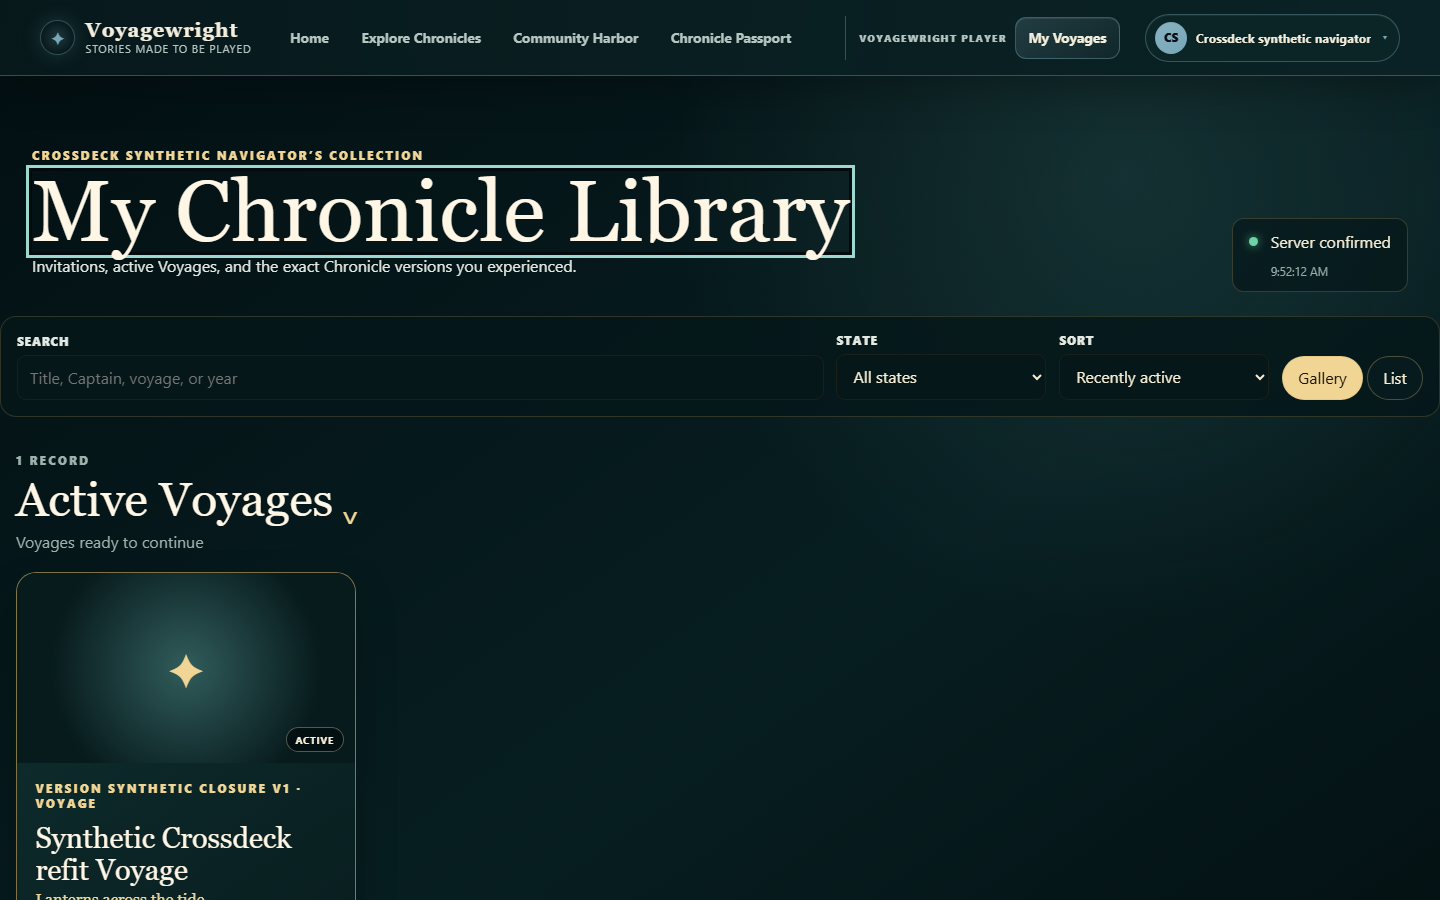 Voyagewright
STORIES MADE TO BE PLAYED
Home
Explore Chronicles
Community Harbor
Chronicle Passport
VOYAGEWRIGHT PLAYER
My Voyages
CS
Crossdeck synthetic navigator
CROSSDECK SYNTHETIC NAVIGATOR'S COLLECTION
My Chronicle Library
Invitations, active Voyages, and the exact Chronicle versions you experienced.
Server confirmed
9:52:12 AM
SEARCH
Title, Captain, voyage, or year
STATE
All states
SORT
Recently active
Gallery
List
1 RECORD
Active Voyages
Voyages ready to continue
ACTIVE
VERSION SYNTHETIC CLOSURE V1 -
VOYAGE
Synthetic Crossdeck
refit Voyage
Lanterns across the tide